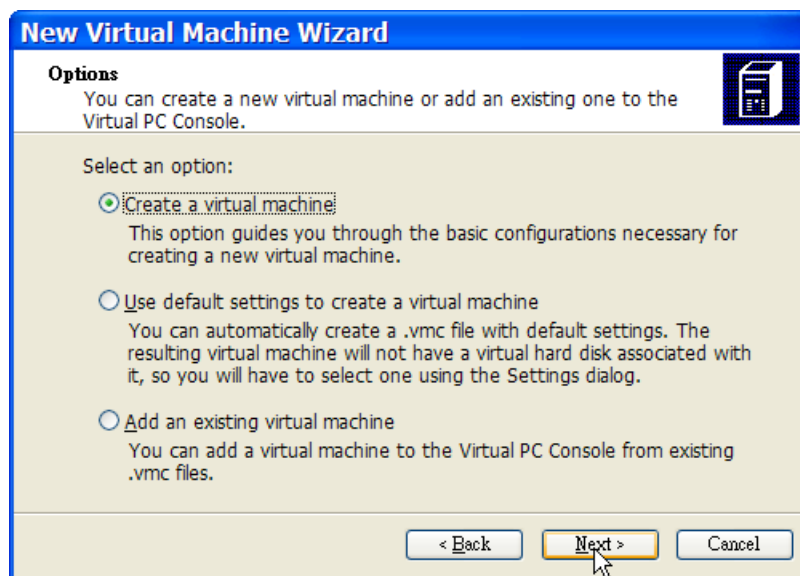 New Virtual Machine Wizard
Options
You can create a new virtual machine or add an existing one to the
Virtual PC Console.
Select an option:
Create a virtual machine
This option guides you through the basic configurations necessary for
creating a new virtual machine.
Use default settings to create a virtual machine
You can automatically create a .vmc file with default settings. The
resulting virtual machine will not have a virtual hard disk associated with
it, so you will have to select one using the Settings dialog.
Add an existing virtual machine
You can add a virtual machine to the Virtual PC Console from existing
.vmc files.
< Back Next > Cancel